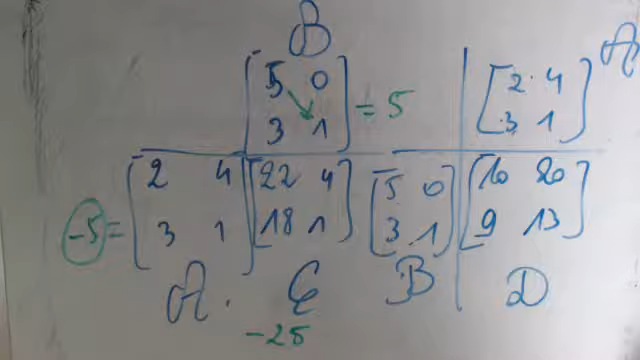 B A
[5 0] [2 4]
[3 1] = 5 [3 1]
[2 4] [22 4] [5 0] [10 20]
-5 = [3 1] [18 1] [3 1] [9 13]
A . C B D
-25